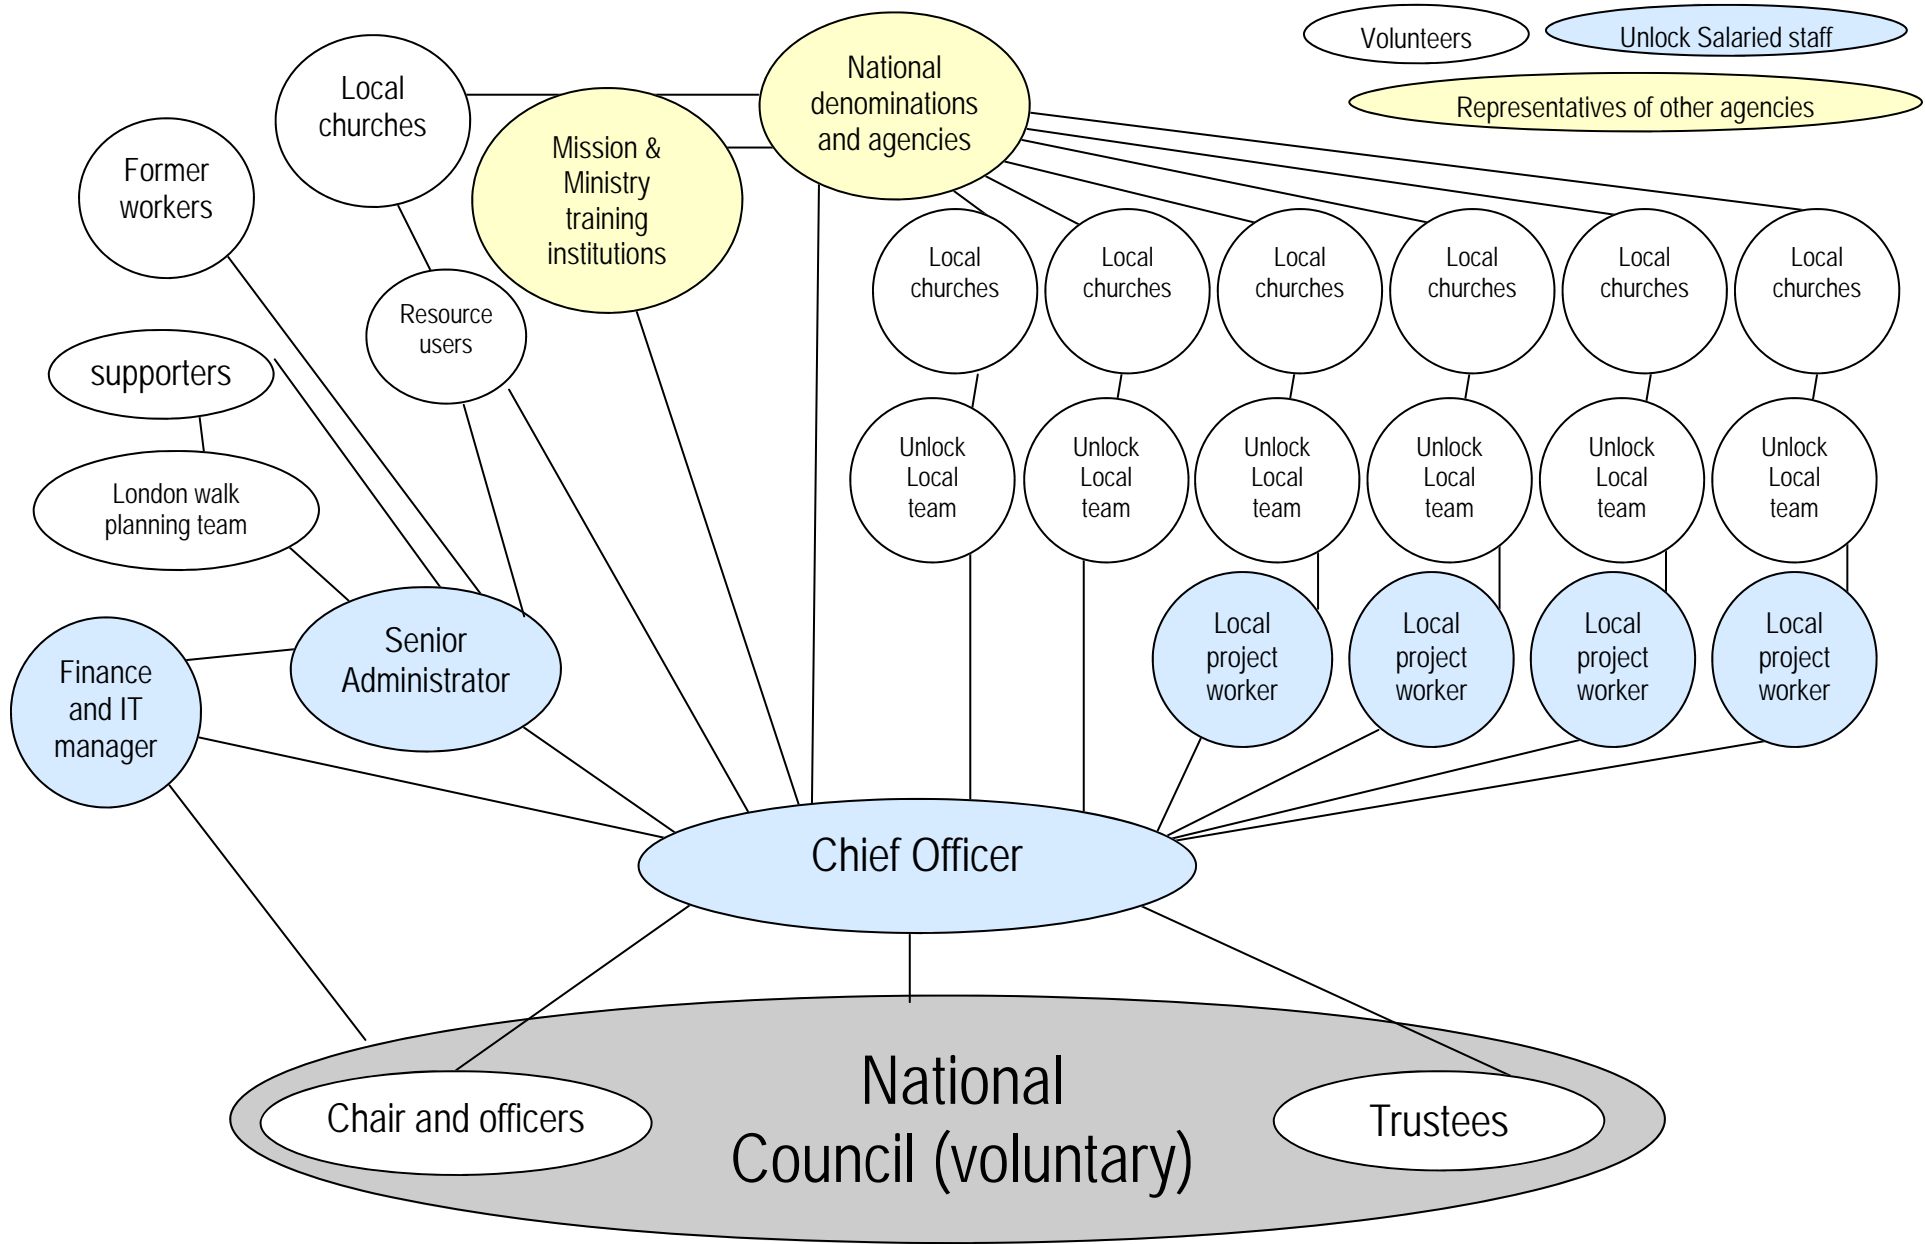 Volunteers
Unlock Salaried staff
Representatives of other agencies
National
denominations
and agencies
Local
churches
Mission &
Ministry
training
institutions
Former
workers
Resource
users
supporters
London walk
planning team
Local
churches
Local
churches
Local
churches
Local
churches
Local
churches
Local
churches
Unlock
Local
team
Unlock
Local
team
Unlock
Local
team
Unlock
Local
team
Unlock
Local
team
Unlock
Local
team
Local
project
worker
Local
project
worker
Local
project
worker
Local
project
worker
Senior
Administrator
Finance
and IT
manager
Chief Officer
National
Council (voluntary)
Chair and officers
Trustees